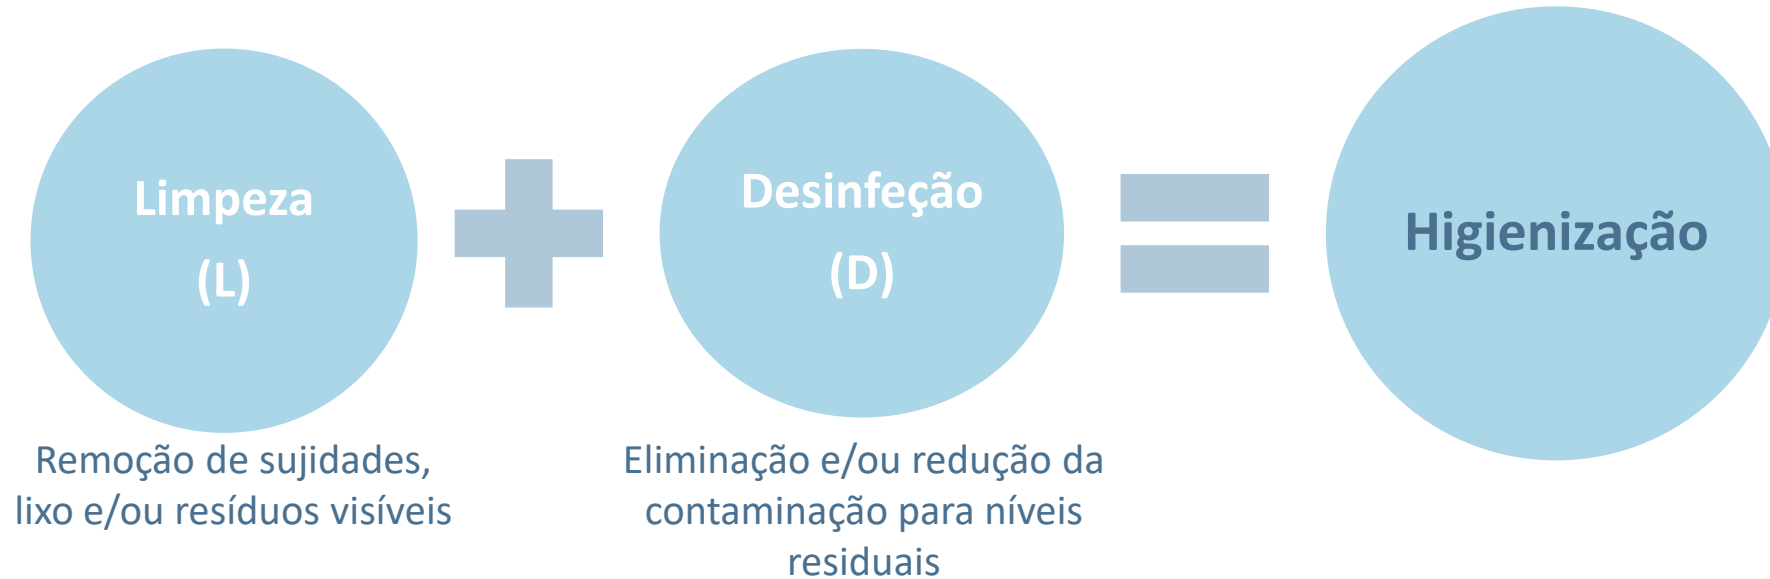 Limpeza
(L)
Remoção de sujidades,
lixo e/ou resíduos visíveis
Desinfeção
(D)
Eliminação e/ou redução da
contaminação para níveis
residuais
Higienização